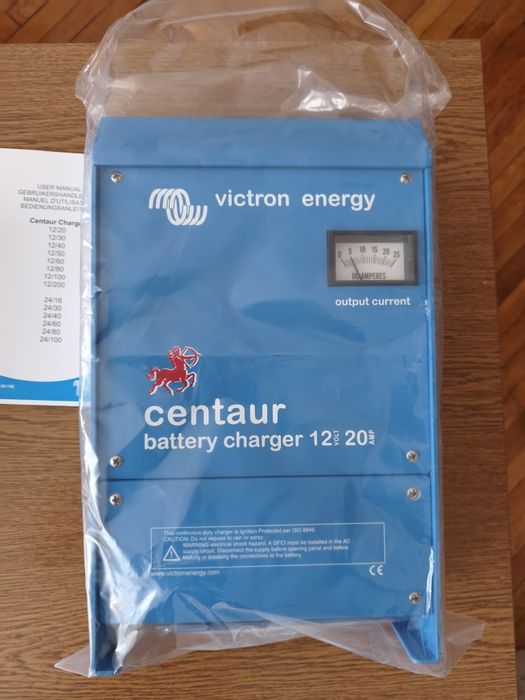 victron energy
0 5 10 15 20 25
DC AMPERES
output current
centaur
battery charger 12 VOLT 20 AMP
This continuous duty charger is Ignition Protected per ISO 8846.
CAUTION: Do not expose to rain or spray.
WARNING electrical shock hazard: A GFCI must be installed in the AC
supply circuit. Disconnect the supply before opening panel and before
Making or breaking the connections to the battery.
www.victronenergy.com
CE
USER MANUAL
GEBRUIKERSHANDLE
MANUEL D'UTILISAT
BEDIENUNGSANLEIT
Centaur Charge
12/20
12/30
12/40
12/50
12/60
12/80
12/100
12/200
24/16
24/30
24/40
24/60
24/80
24/100